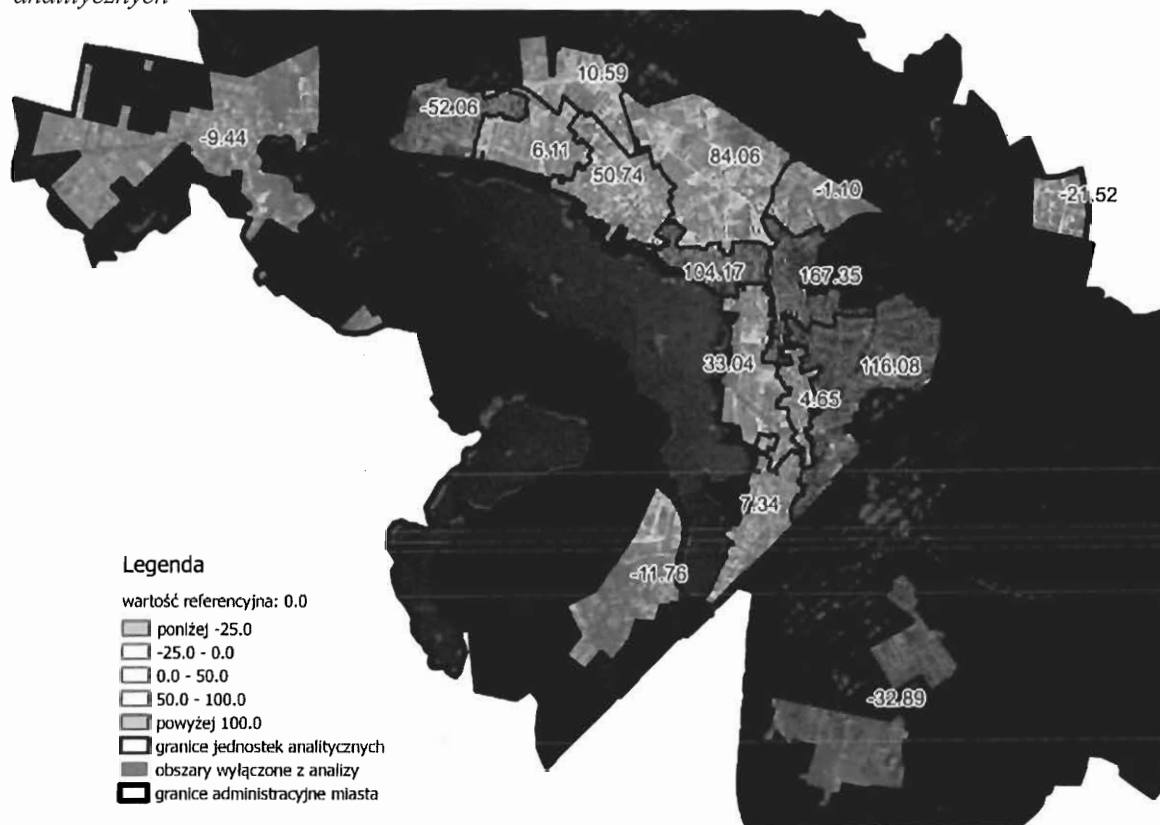 analitycznych
10.59
-52.06
-9.44
6.11
84.06
50.74
-1.10
-21.52
104.17
167.35
33.04
116.08
4.65
7.34
-11.76
-32.89
Legenda
wartość referencyjna: 0.0
poniżej -25.0
-25.0 - 0.0
0.0 - 50.0
50.0 - 100.0
powyżej 100.0
granice jednostek analitycznych
obszary wyłączone z analizy
granice administracyjne miasta